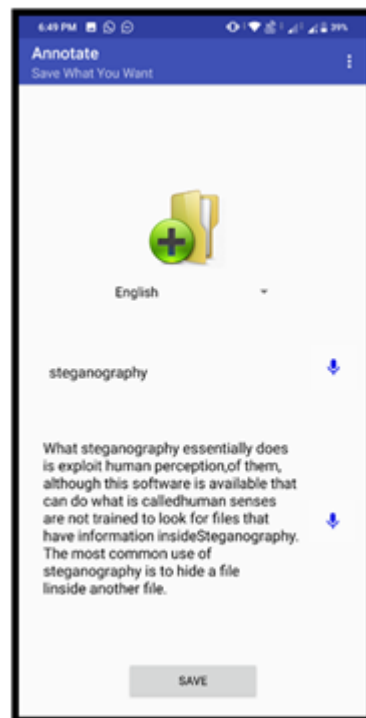 6:49 PM 39%
Annotate
Save What You Want
English
steganography
What steganography essentially does
is exploit human perception,of them,
although this software is available that
can do what is calledhuman senses
are not trained to look for files that
have information insideSteganography.
The most common use of
steganography is to hide a file
linside another file.
SAVE